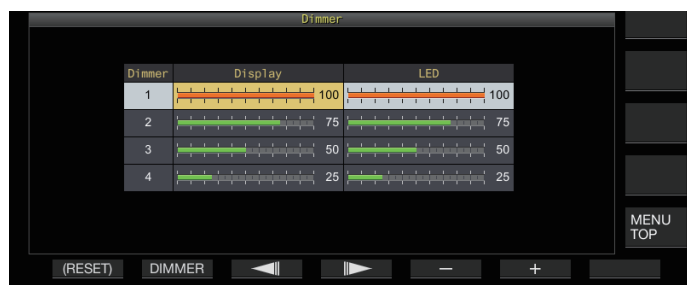 Dimmer
Dimmer Display LED
1 100 100
2 75 75
3 50 50
4 25 25
MENU
TOP
(RESET) DIMMER − +